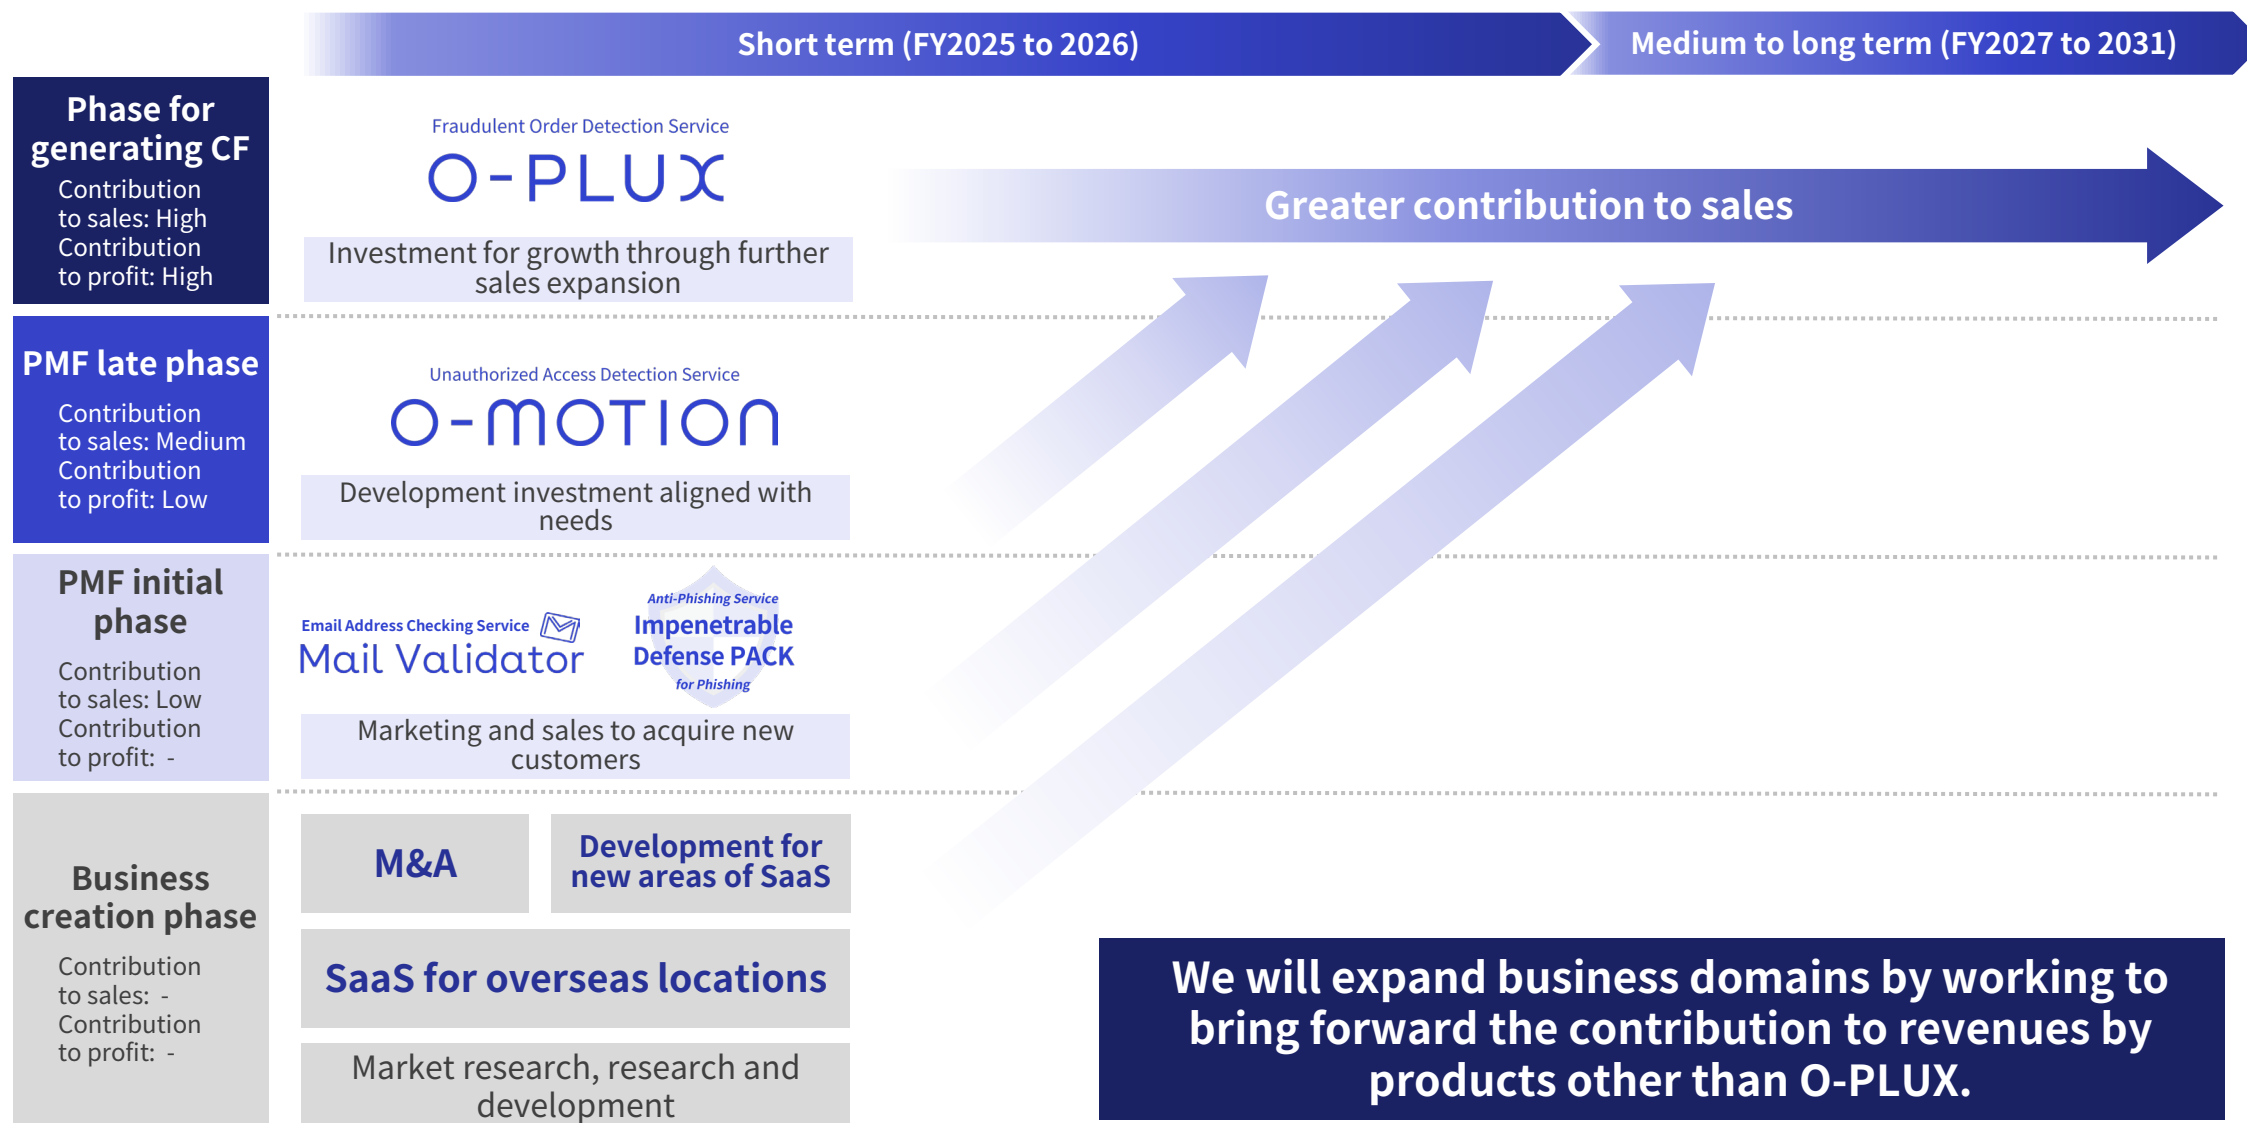 Short term (FY2025 to 2026)
Medium to long term (FY2027 to 2031)
Phase for
generating CF
Contribution
to sales: High
Contribution
to profit: High
Fraudulent Order Detection Service
O-PLUX
Investment for growth through further
sales expansion
Greater contribution to sales
PMF late phase
Contribution
to sales: Medium
Contribution
to profit: Low
Unauthorized Access Detection Service
O-MOTION
Development investment aligned with
needs
PMF initial
phase
Contribution
to sales: Low
Contribution
to profit: -
Email Address Checking Service
Mail Validator
Anti-Phishing Service
Impenetrable
Defense PACK
for Phishing
Marketing and sales to acquire new
customers
Business
creation phase
Contribution
to sales: -
Contribution
to profit: -
M&A
Development for
new areas of SaaS
SaaS for overseas locations
Market research, research and
development
We will expand business domains by working to
bring forward the contribution to revenues by
products other than O-PLUX.